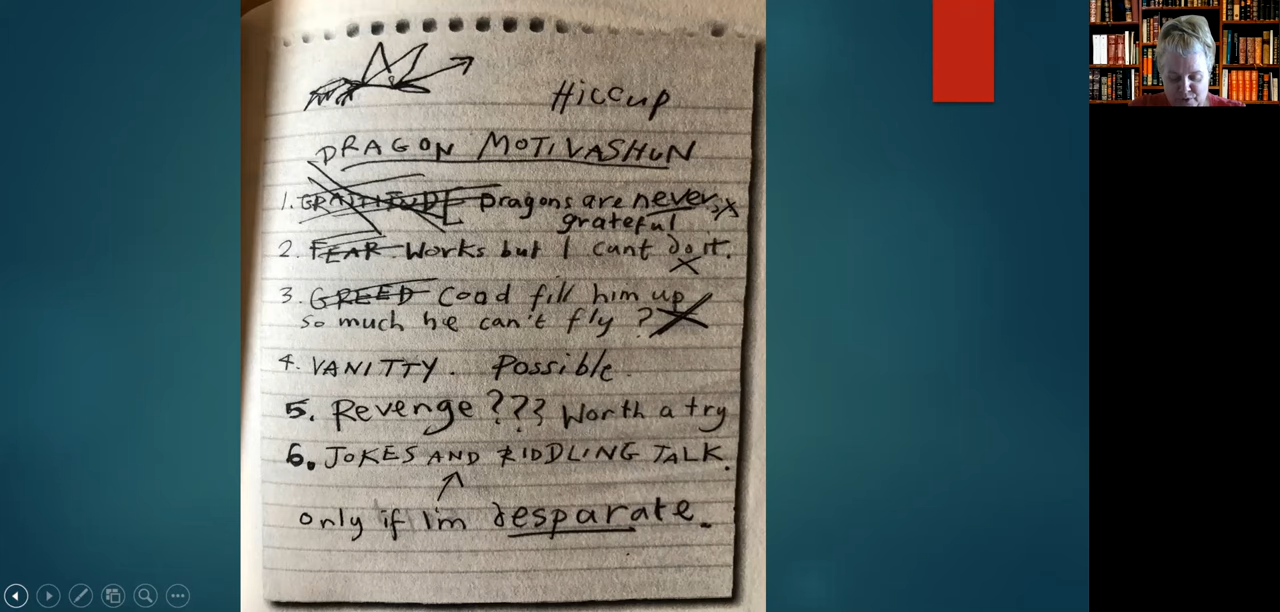 Hiccup
DRAGON MOTIVASHUN
1. GRATITUDE Dragons are never
grateful
2. FEAR Works but I cant do it.
3. GREED Cood fill him up
so much he can't fly ?
4. VANITTY. Possible.
5. Revenge ??? Worth a try
6. JOKES AND RIDDLING TALK.
only if I'm desparate.